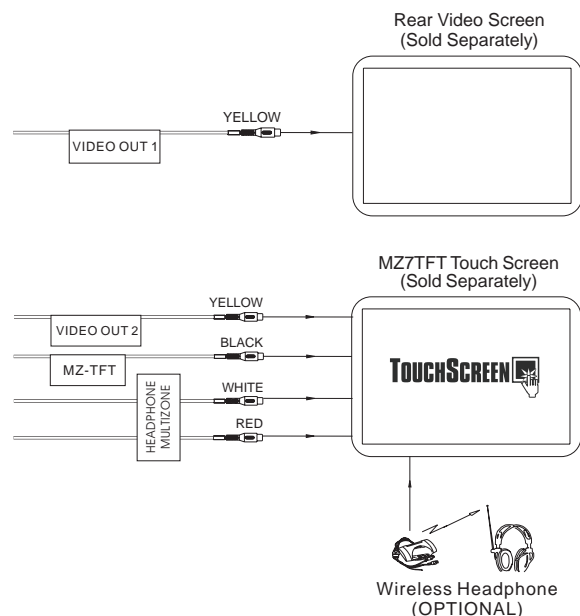 Rear Video Screen
(Sold Separately)
YELLOW
VIDEO OUT 1
MZ7TFT Touch Screen
(Sold Separately)
YELLOW
VIDEO OUT 2
BLACK
MZ-TFT
WHITE
HEADPHONE
MULTIZONE
RED
TOUCHSCREEN
Wireless Headphone
(OPTIONAL)